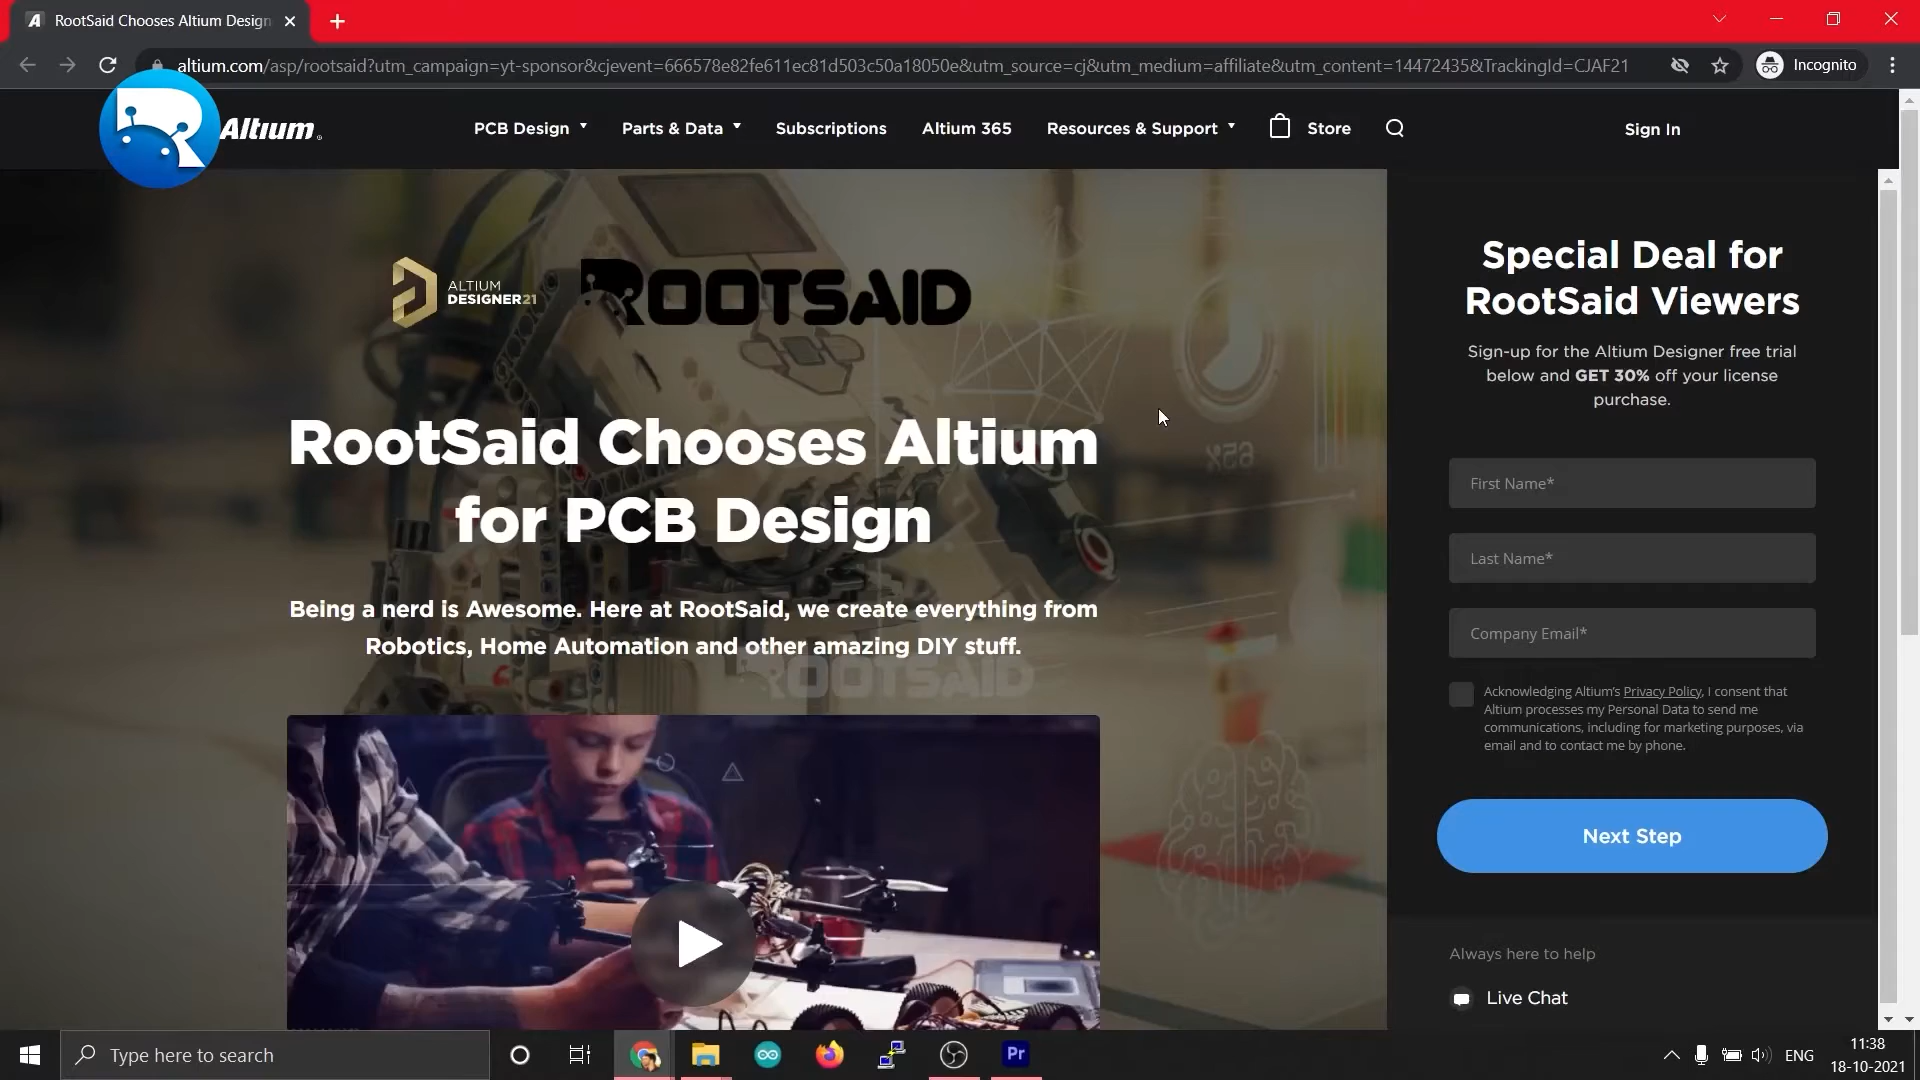 RootSaid Chooses Altium Design
altium.com/asp/rootsaid?utm_campaign=yt-sponsor&cjevent=666578e82fe611ec81d503c50a18050e&utm_source=cj&utm_medium=affiliate&utm_content=14472435&TrackingId=CJAF21
Incognito
Altium
PCB Design
Parts & Data
Subscriptions
Altium 365
Resources & Support
Store
Sign In
ALTIUM
DESIGNER21
ROOTSAID
RootSaid Chooses Altium
for PCB Design
Being a nerd is Awesome. Here at RootSaid, we create everything from
Robotics, Home Automation and other amazing DIY stuff.
ROOTSAID
Special Deal for
RootSaid Viewers
Sign-up for the Altium Designer free trial
below and GET 30% off your license
purchase.
First Name*
Last Name*
Company Email*
Acknowledging Altium's Privacy Policy, I consent that
Altium processes my Personal Data to send me
communications, including for marketing purposes, via
email and to contact me by phone.
Next Step
Always here to help
Live Chat
Type here to search
Pr
ENG
11:38
18-10-2021